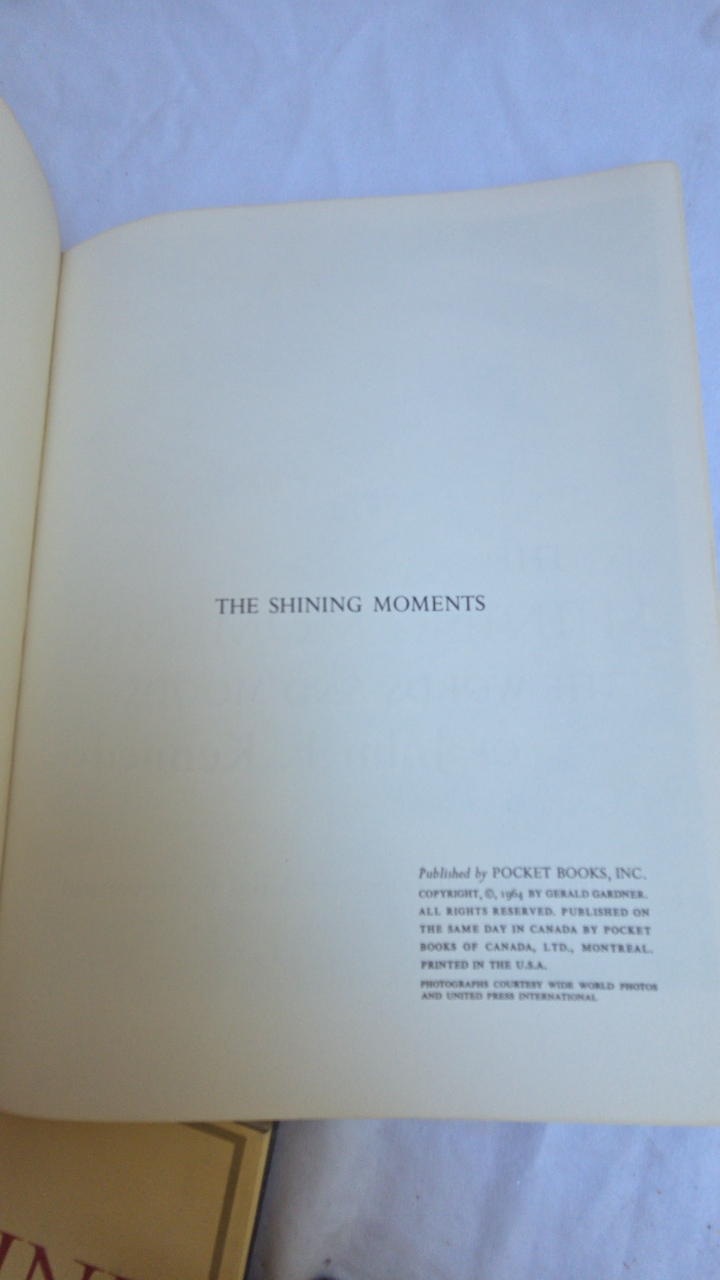 THE SHINING MOMENTS
Published by POCKET BOOKS, INC.
COPYRIGHT, ©, 1964 BY GERALD GARDNER.
ALL RIGHTS RESERVED. PUBLISHED ON
THE SAME DAY IN CANADA BY POCKET
BOOKS OF CANADA, LTD., MONTREAL.
PRINTED IN THE U.S.A.
PHOTOGRAPHS COURTESY WIDE WORLD PHOTOS
AND UNITED PRESS INTERNATIONAL